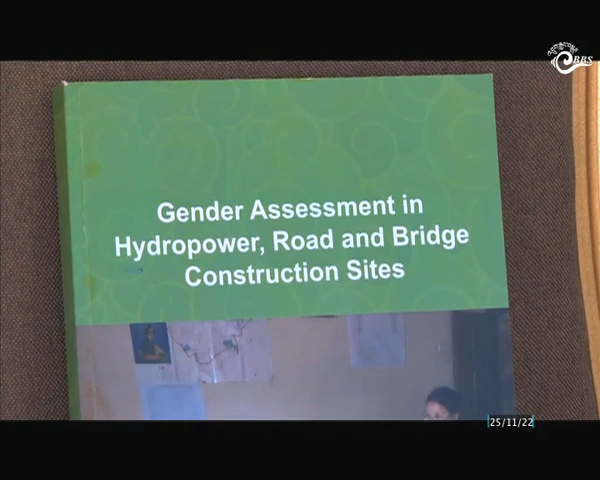 BBS
Gender Assessment in
Hydropower, Road and Bridge
Construction Sites
25/11/22